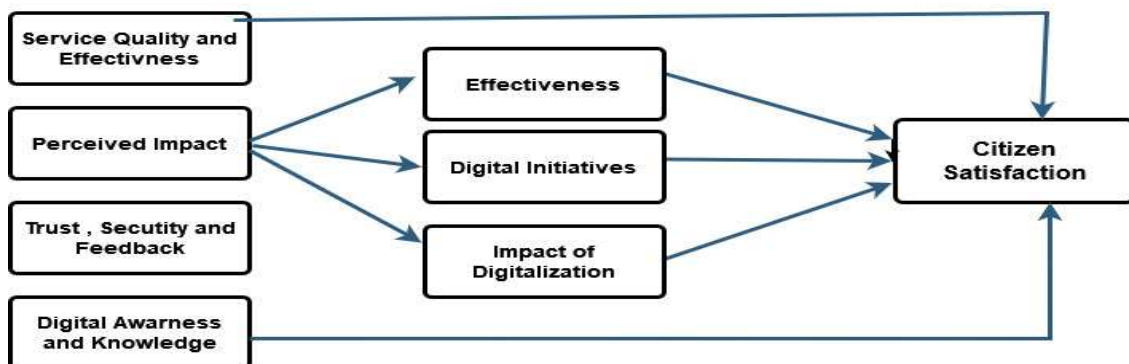 Service Quality and
Effectivness
Perceived Impact
Trust , Secutity and
Feedback
Digital Awarness
and Knowledge
Effectiveness
Digital Initiatives
Impact of
Digitalization
Citizen
Satisfaction